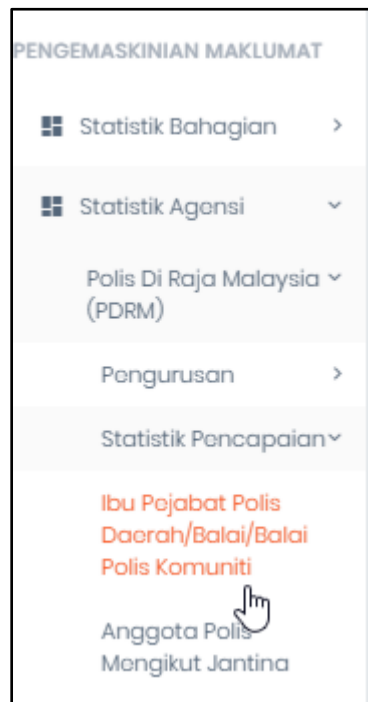 PENGEMASKINIAN MAKLUMAT
Statistik Bahagian
Statistik Agensi
Polis Di Raja Malaysia
(PDRM)
Pengurusan
Statistik Pencapaian
Ibu Pejabat Polis
Daerah/Balai/Balai
Polis Komuniti
Anggota Polis
Mengikut Jantina